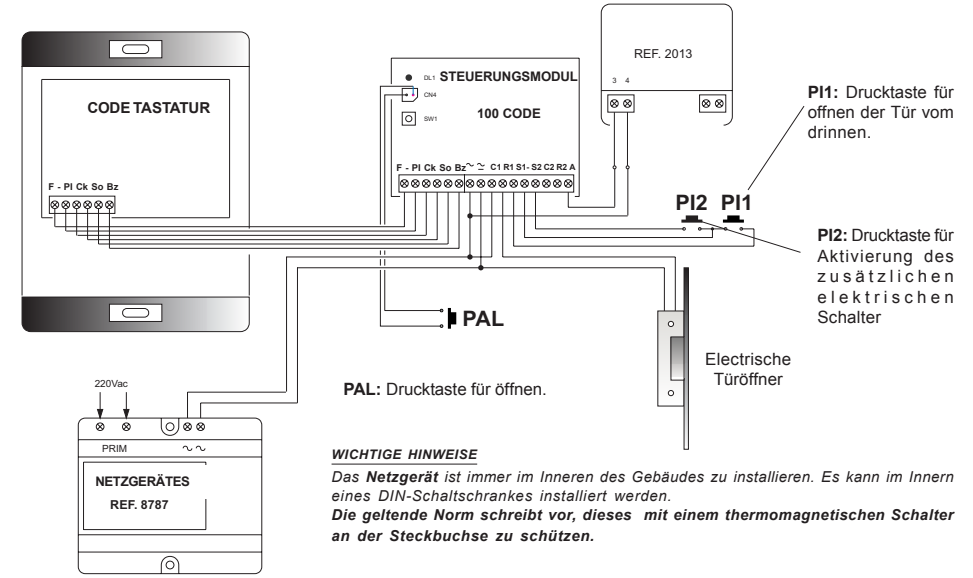 CODE TASTATUR
F - PI Ck So Bz
DL1
STEUERUNGSMODUL
CN4
100 CODE
SW1
F - PI Ck So Bz ~ ~ C1 R1 S1- S2 C2 R2 A
REF. 2013
3 4
PI1: Drucktaste für
offnen der Tür vom
drinnen.
PI2 PI1
PI2: Drucktaste für
Aktivierung des
zusätzlichen
elektrischen
Schalter
PAL
Electrische
Türöffner
PAL: Drucktaste für öffnen.
220Vac
PRIM ~ ~
NETZGERÄTES
REF. 8787
WICHTIGE HINWEISE
Das Netzgerät ist immer im Inneren des Gebäudes zu installieren. Es kann im Innern
eines DIN-Schaltschrankes installiert werden.
Die geltende Norm schreibt vor, dieses mit einem thermomagnetischen Schalter
an der Steckbuchse zu schützen.